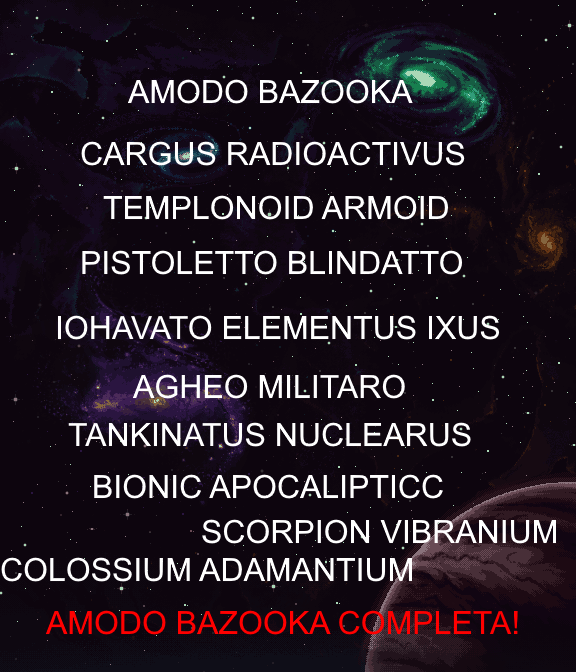 AMODO BAZOOKA
CARGUS RADIOACTIVUS
TEMPLONOID ARMOID
PISTOLETTO BLINDATTO
IOHAVATO ELEMENTUS IXUS
AGHEO MILITARO
TANKINATUS NUCLEARUS
BIONIC APOCALIPTICC
SCORPION VIBRANIUM
COLOSSIUM ADAMANTIUM
AMODO BAZOOKA COMPLETA!